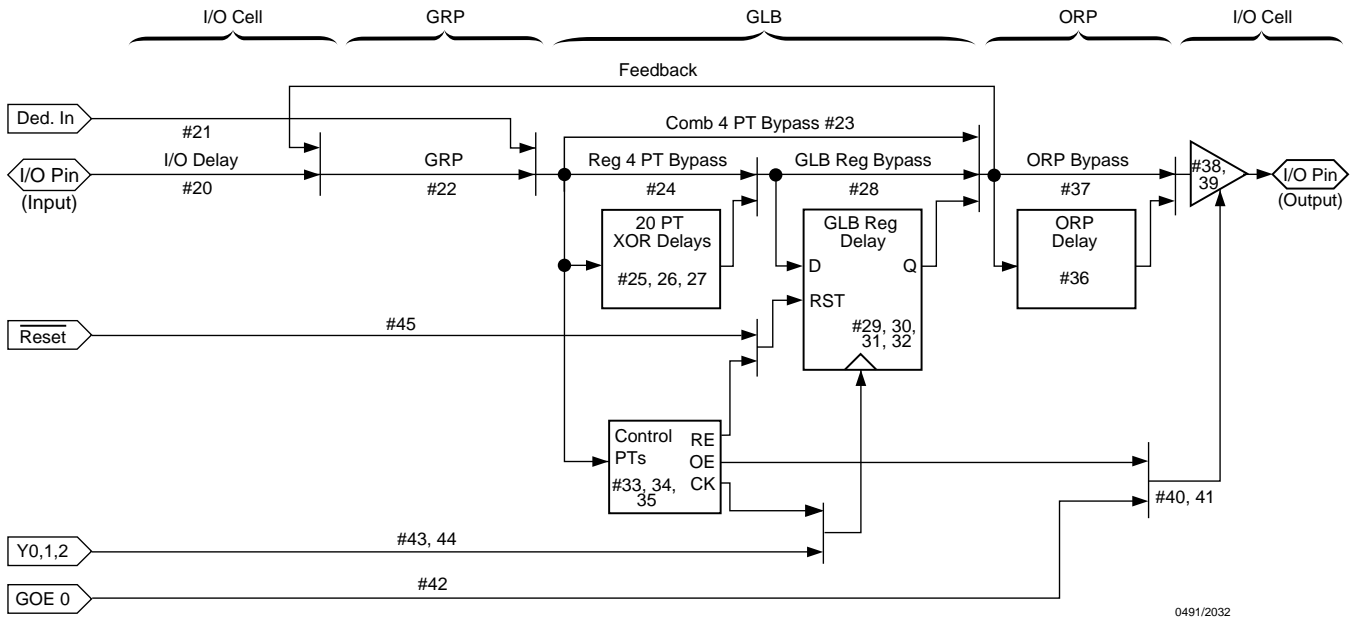 I/O Cell
GRP
GLB
ORP
I/O Cell
Feedback
Ded. In
#21
Comb 4 PT Bypass #23
I/O Pin
(Input)
I/O Delay
#20
GRP
#22
Reg 4 PT Bypass
#24
GLB Reg Bypass
#28
ORP Bypass
#37
#38,
39
I/O Pin
(Output)
20 PT
XOR Delays
#25, 26, 27
GLB Reg
Delay
D
Q
RST
#29, 30,
31, 32
ORP
Delay
#36
Reset
#45
Control
PTs
#33, 34,
35
RE
OE
CK
#40, 41
Y0,1,2
#43, 44
GOE 0
#42
0491/2032